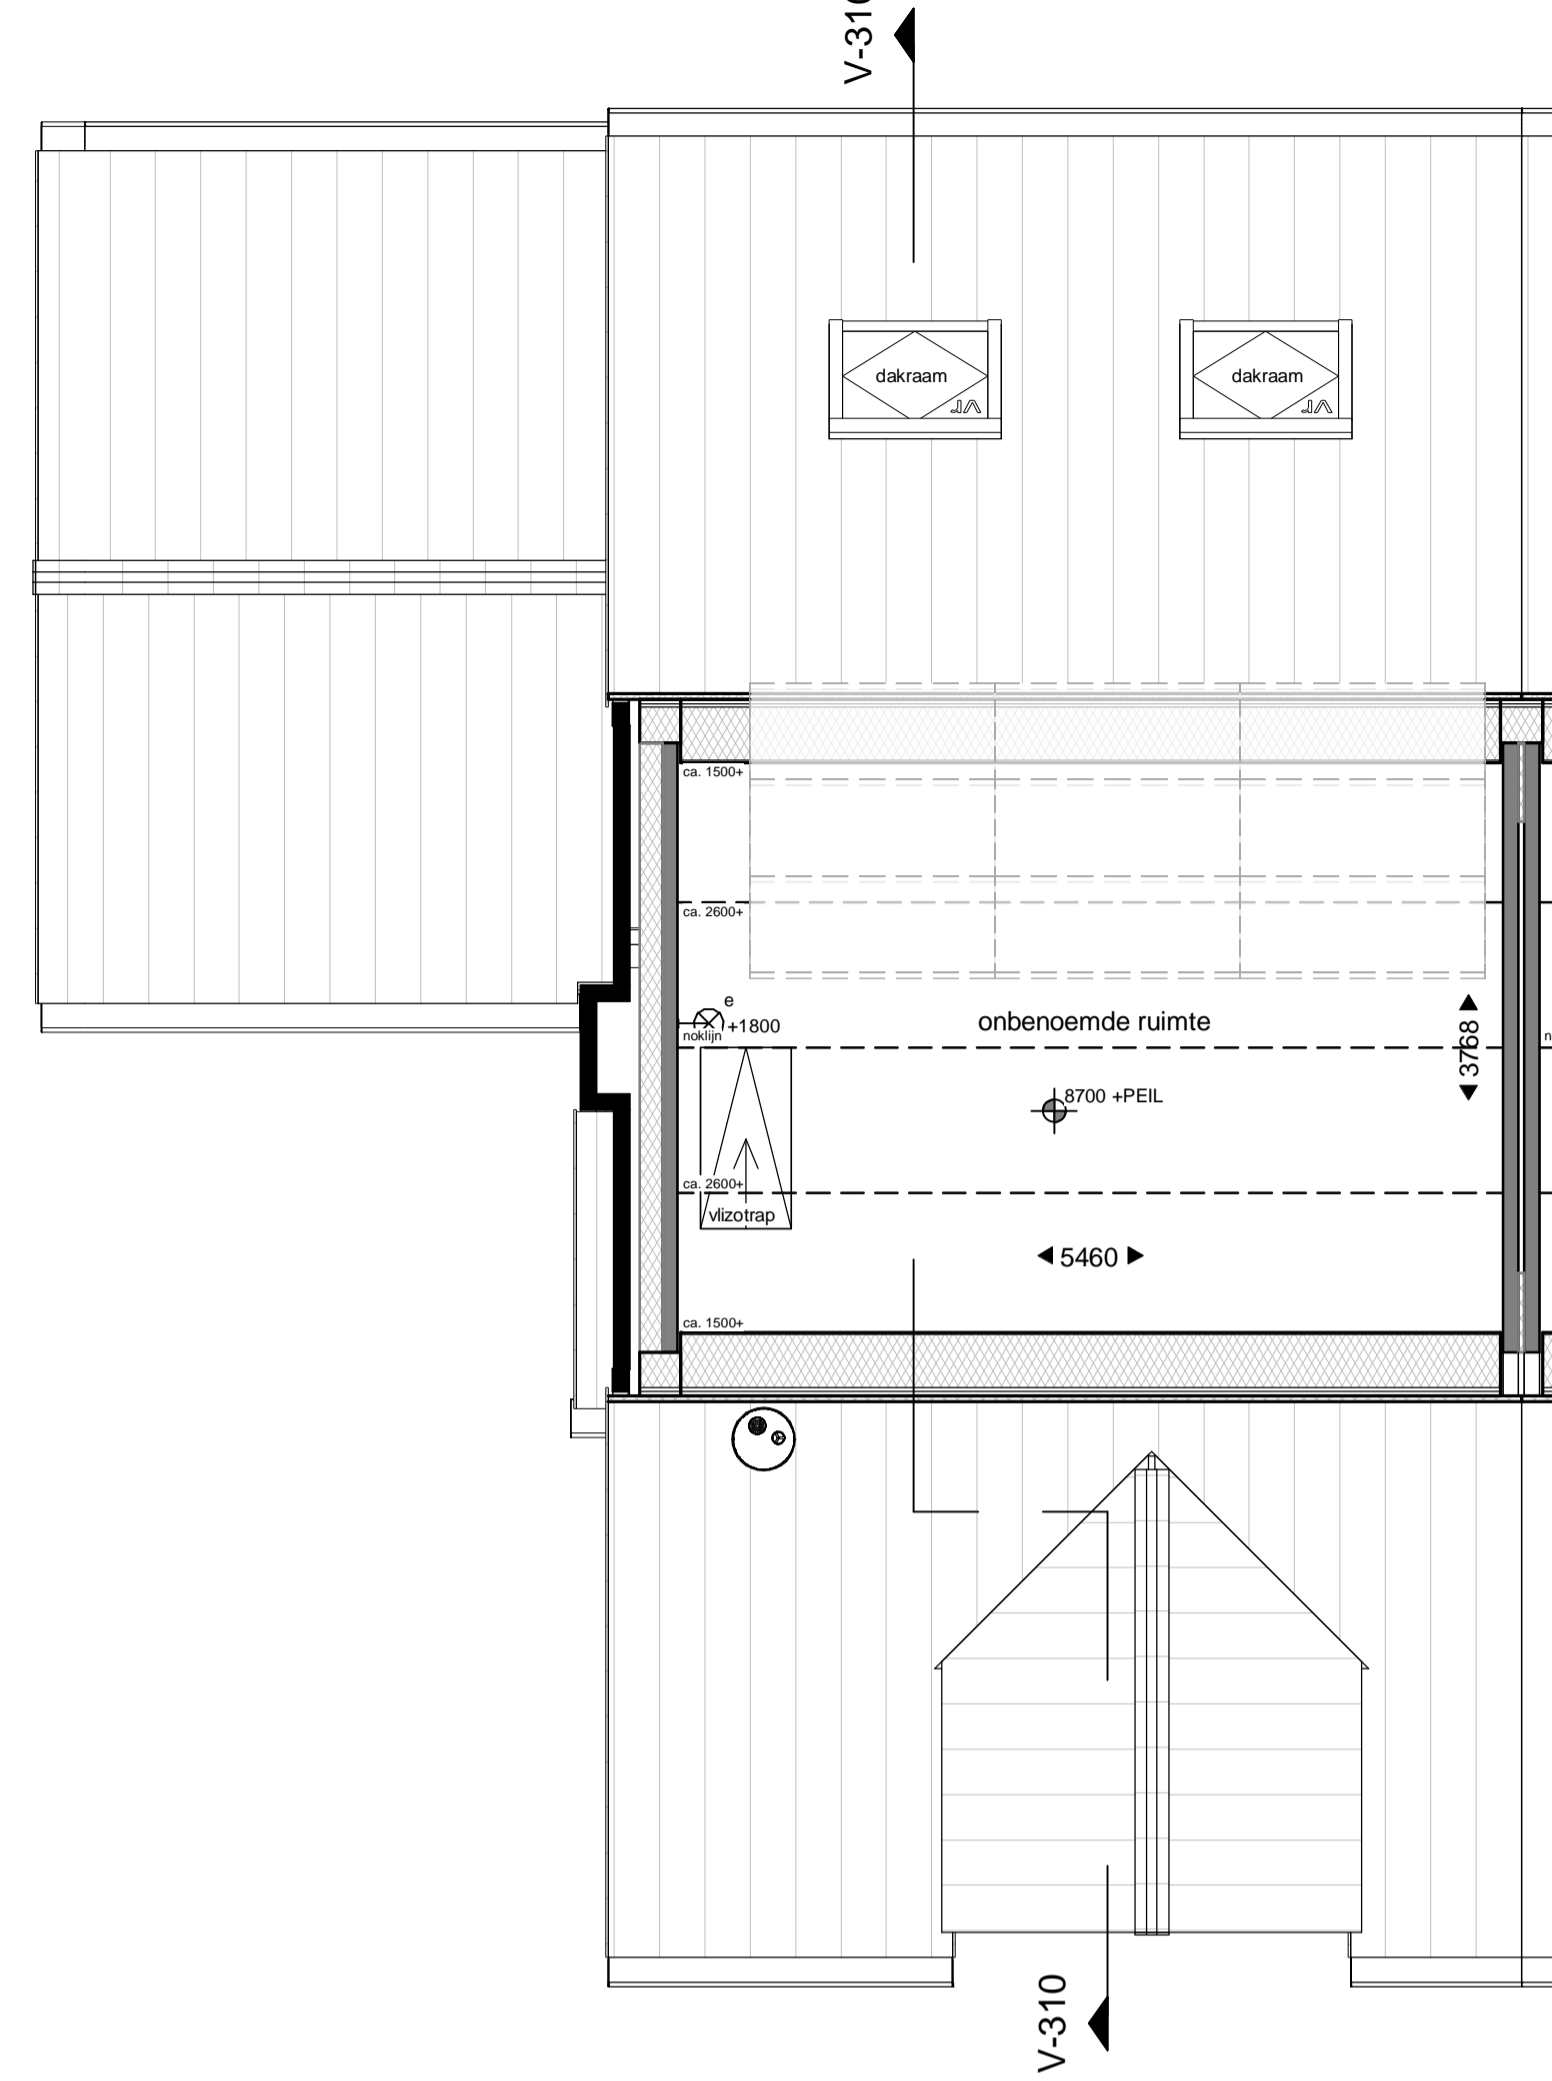 V-310
dakraam
dakraam
ca. 1500+
ca. 2600+
e
+1800
noklijn
onbenoemde ruimte
3768
8700 +PEIL
ca. 2600+
vlizotrap
5460
ca. 1500+
V-310